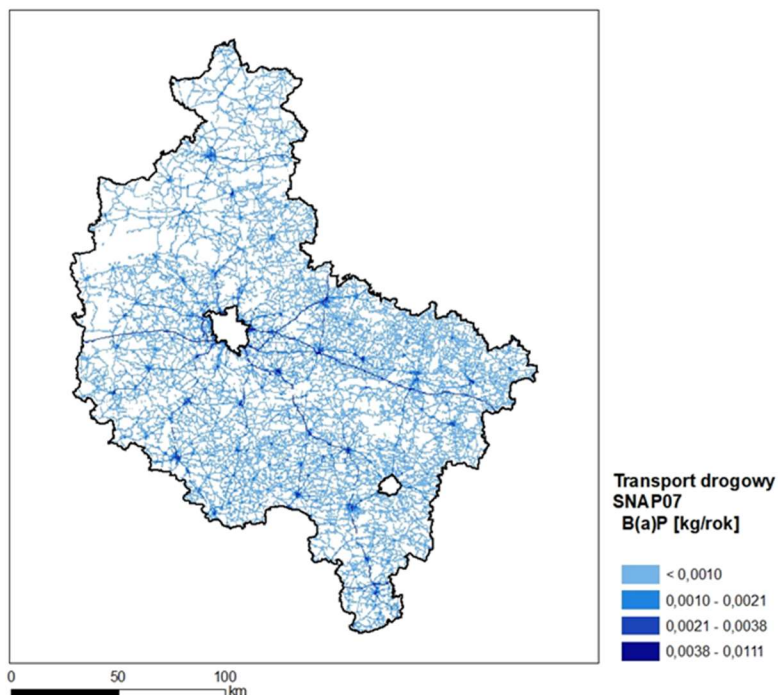 Transport drogowy
SNAP07
B(a)P [kg/rok]
< 0,0010
0,0010 - 0,0021
0,0021 - 0,0038
0,0038 - 0,0111
0 50 100
km